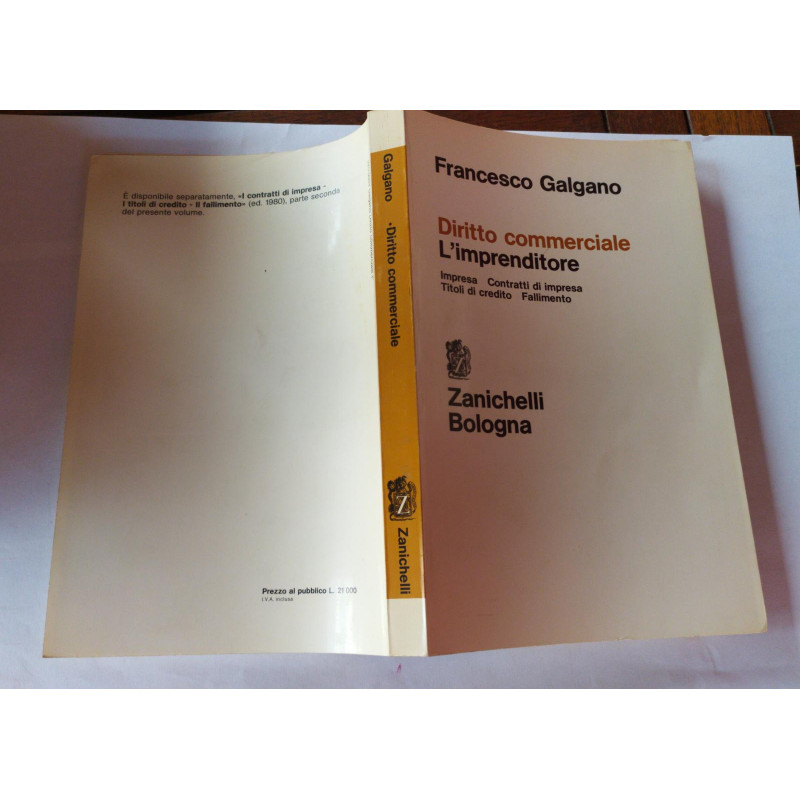 È disponibile separatamente, «I contratti di impresa -
I titoli di credito - Il fallimento» (ed. 1980), parte seconda
del presente volume.
Prezzo al pubblico L. 21 000
I.V.A. inclusa
Galgano
*Diritto commerciale
Z
Zanichelli
Francesco Galgano
Diritto commerciale
L'imprenditore
Impresa Contratti di impresa
Titoli di credito Fallimento
Z
Zanichelli
Bologna